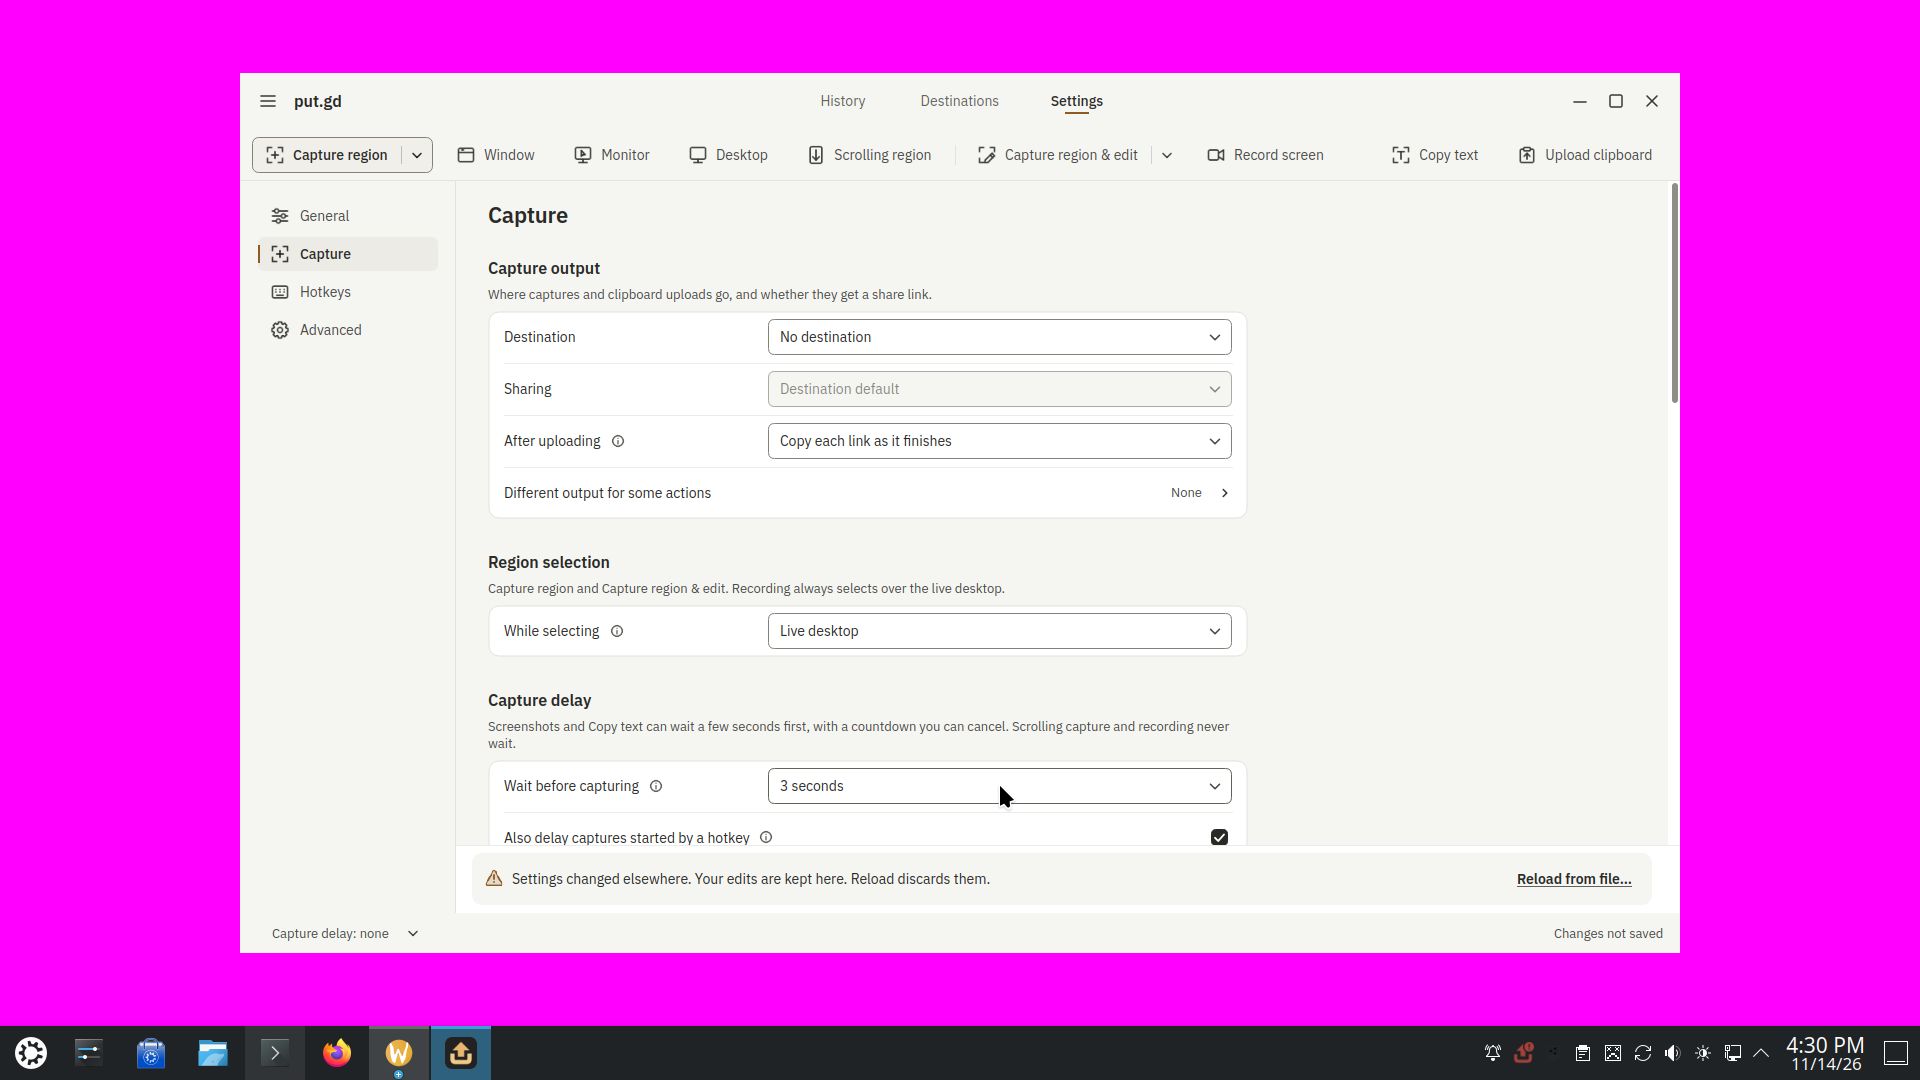 put.gd
History
Destinations
Settings
Capture region
Window
Monitor
Desktop
Scrolling region
Capture region & edit
Record screen
Copy text
Upload clipboard
General
Capture
Hotkeys
Advanced
Capture
Capture output
Where captures and clipboard uploads go, and whether they get a share link.
Destination
No destination
Sharing
Destination default
After uploading
Copy each link as it finishes
Different output for some actions
None
Region selection
Capture region and Capture region & edit. Recording always selects over the live desktop.
While selecting
Live desktop
Capture delay
Screenshots and Copy text can wait a few seconds first, with a countdown you can cancel. Scrolling capture and recording never
wait.
Wait before capturing
3 seconds
Also delay captures started by a hotkey
Settings changed elsewhere. Your edits are kept here. Reload discards them.
Reload from file...
Capture delay: none
Changes not saved
4:30 PM
11/14/26